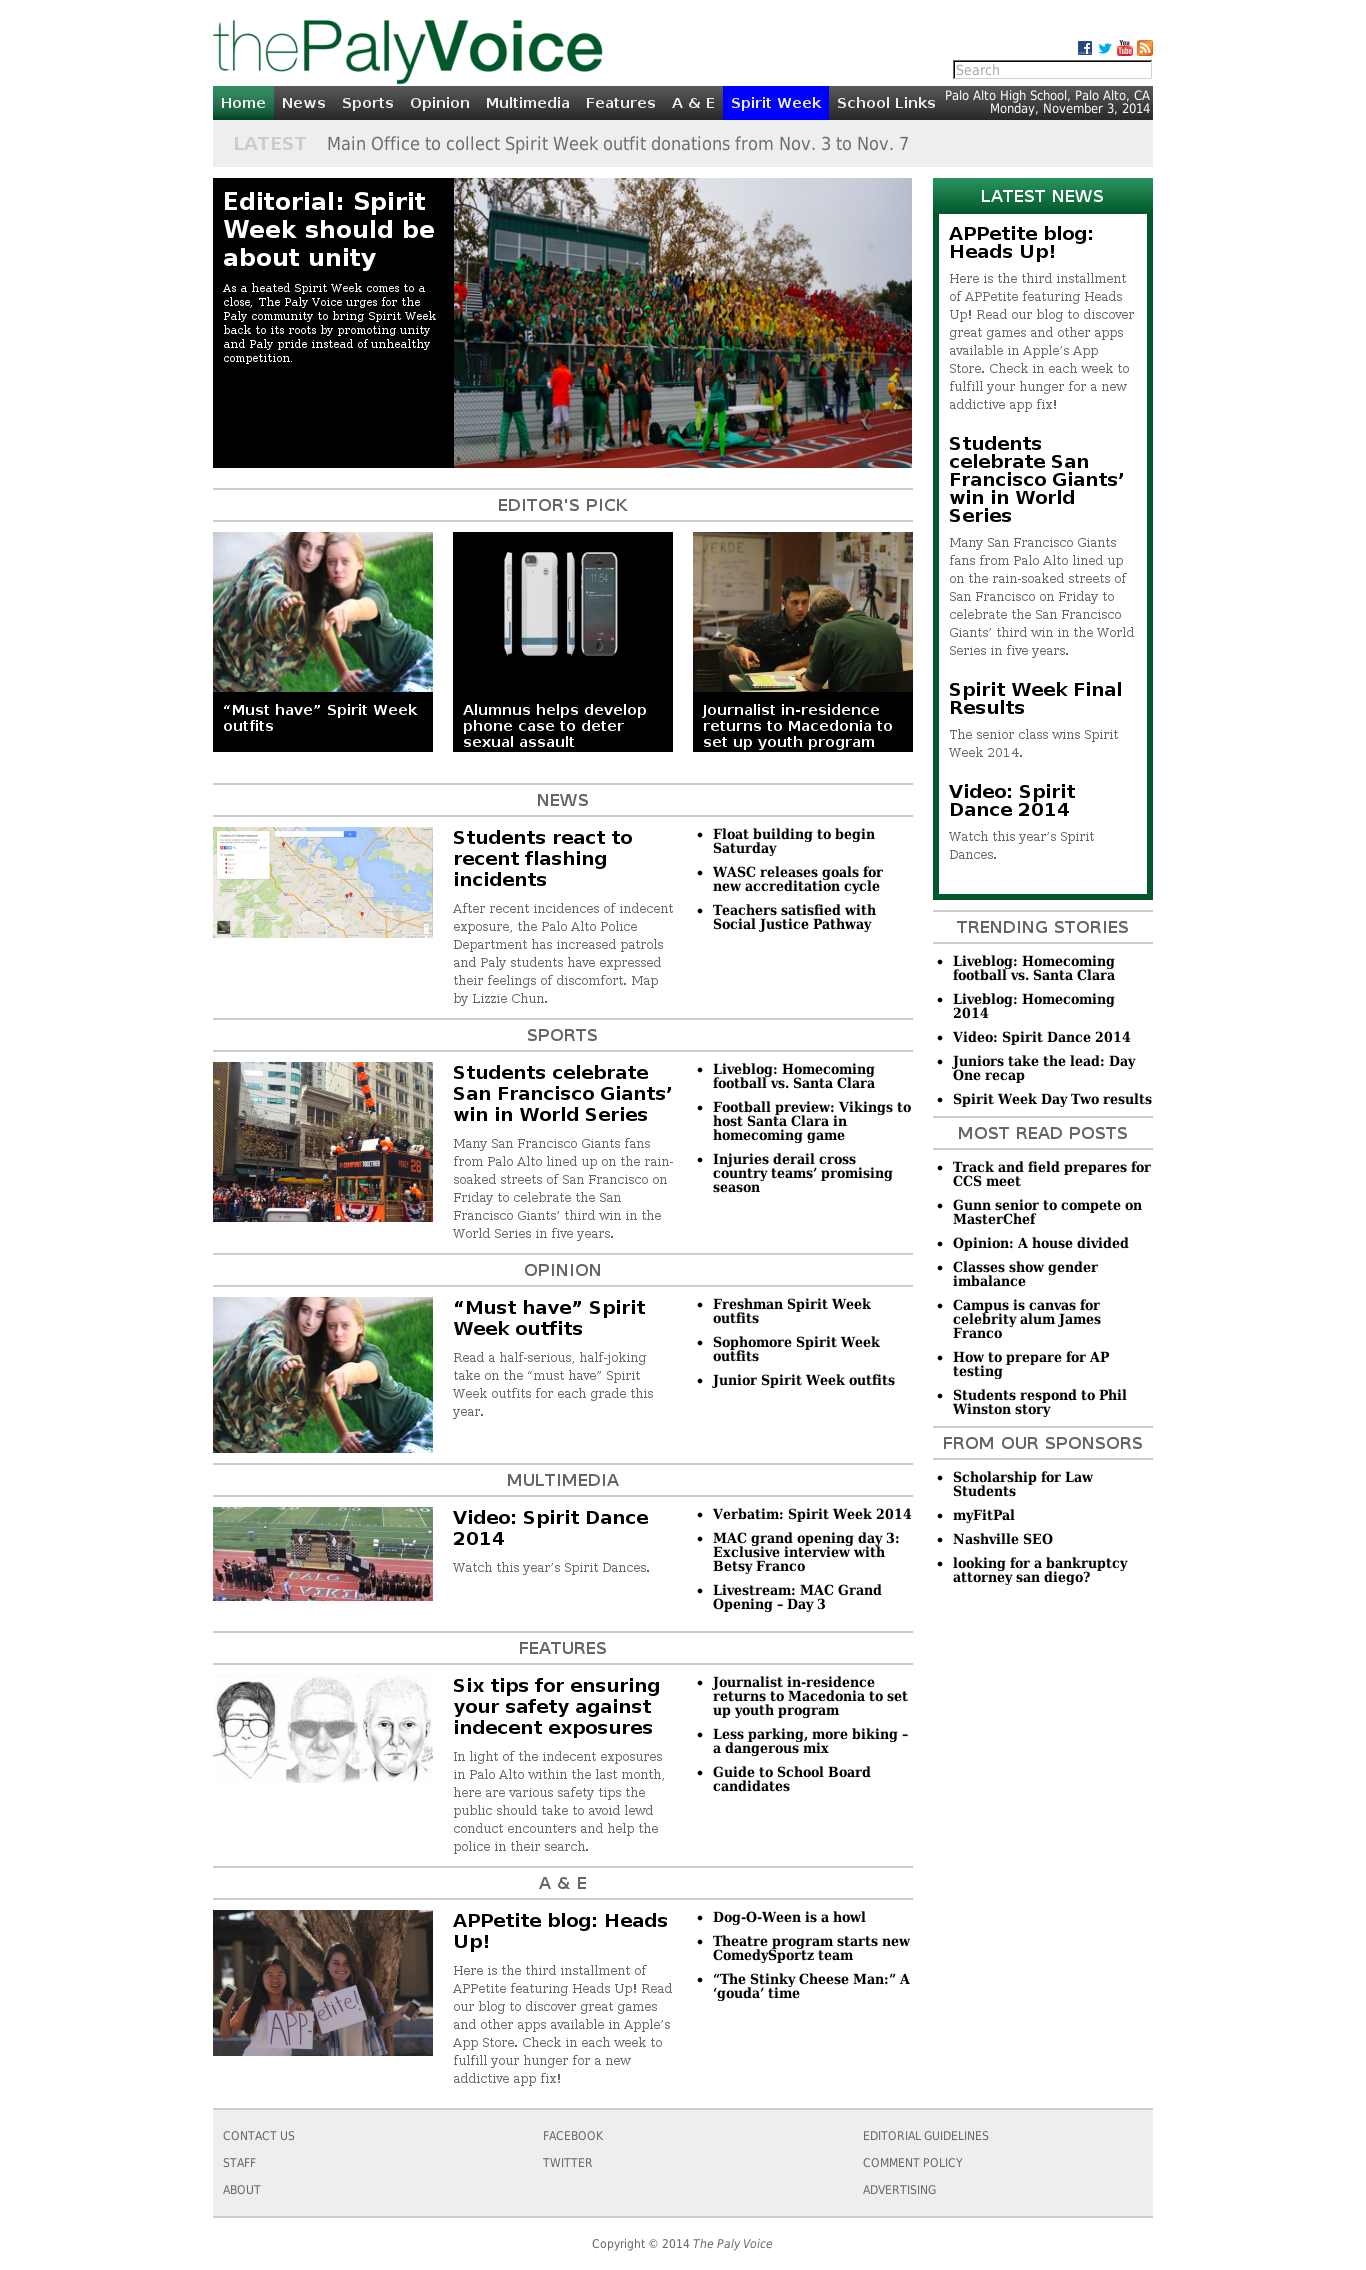 thePalyVoice
Search
Home News Sports Opinion Multimedia Features A & E Spirit Week School Links
Palo Alto High School, Palo Alto, CA
Monday, November 3, 2014
LATEST Main Office to collect Spirit Week outfit donations from Nov. 3 to Nov. 7
Editorial: Spirit
Week should be
about unity
As a heated Spirit Week comes to a
close, The Paly Voice urges for the
Paly community to bring Spirit Week
back to its roots by promoting unity
and Paly pride instead of unhealthy
competition.
EDITOR'S PICK
VERDE
11:54
“Must have” Spirit Week
outfits
Alumnus helps develop
phone case to deter
sexual assault
Journalist in-residence
returns to Macedonia to
set up youth program
NEWS
Students react to
recent flashing
incidents
After recent incidences of indecent
exposure, the Palo Alto Police
Department has increased patrols
and Paly students have expressed
their feelings of discomfort. Map
by Lizzie Chun.
• Float building to begin
Saturday
• WASC releases goals for
new accreditation cycle
• Teachers satisfied with
Social Justice Pathway
SPORTS
Students celebrate
San Francisco Giants’
win in World Series
Many San Francisco Giants fans
from Palo Alto lined up on the rain-
soaked streets of San Francisco on
Friday to celebrate the San
Francisco Giants’ third win in the
World Series in five years.
• Liveblog: Homecoming
football vs. Santa Clara
• Football preview: Vikings to
host Santa Clara in
homecoming game
• Injuries derail cross
country teams’ promising
season
OPINION
“Must have” Spirit
Week outfits
Read a half-serious, half-joking
take on the “must have” Spirit
Week outfits for each grade this
year.
• Freshman Spirit Week
outfits
• Sophomore Spirit Week
outfits
• Junior Spirit Week outfits
MULTIMEDIA
PALO
VIKI
Video: Spirit Dance
2014
Watch this year’s Spirit Dances.
• Verbatim: Spirit Week 2014
• MAC grand opening day 3:
Exclusive interview with
Betsy Franco
• Livestream: MAC Grand
Opening – Day 3
FEATURES
Six tips for ensuring
your safety against
indecent exposures
In light of the indecent exposures
in Palo Alto within the last month,
here are various safety tips the
public should take to avoid lewd
conduct encounters and help the
police in their search.
• Journalist in-residence
returns to Macedonia to set
up youth program
• Less parking, more biking –
a dangerous mix
• Guide to School Board
candidates
A & E
APP-etite!
APPetite blog: Heads
Up!
Here is the third installment of
APPetite featuring Heads Up! Read
our blog to discover great games
and other apps available in Apple’s
App Store. Check in each week to
fulfill your hunger for a new
addictive app fix!
• Dog-O-Ween is a howl
• Theatre program starts new
ComedySportz team
• “The Stinky Cheese Man:” A
‘gouda’ time
LATEST NEWS
APPetite blog:
Heads Up!
Here is the third installment
of APPetite featuring Heads
Up! Read our blog to discover
great games and other apps
available in Apple’s App
Store. Check in each week to
fulfill your hunger for a new
addictive app fix!
Students
celebrate San
Francisco Giants’
win in World
Series
Many San Francisco Giants
fans from Palo Alto lined up
on the rain-soaked streets of
San Francisco on Friday to
celebrate the San Francisco
Giants’ third win in the World
Series in five years.
Spirit Week Final
Results
The senior class wins Spirit
Week 2014.
Video: Spirit
Dance 2014
Watch this year’s Spirit
Dances.
TRENDING STORIES
• Liveblog: Homecoming
football vs. Santa Clara
• Liveblog: Homecoming
2014
• Video: Spirit Dance 2014
• Juniors take the lead: Day
One recap
• Spirit Week Day Two results
MOST READ POSTS
• Track and field prepares for
CCS meet
• Gunn senior to compete on
MasterChef
• Opinion: A house divided
• Classes show gender
imbalance
• Campus is canvas for
celebrity alum James
Franco
• How to prepare for AP
testing
• Students respond to Phil
Winston story
FROM OUR SPONSORS
• Scholarship for Law
Students
• myFitPal
• Nashville SEO
• looking for a bankruptcy
attorney san diego?
CONTACT US FACEBOOK EDITORIAL GUIDELINES
STAFF TWITTER COMMENT POLICY
ABOUT ADVERTISING
Copyright © 2014 The Paly Voice